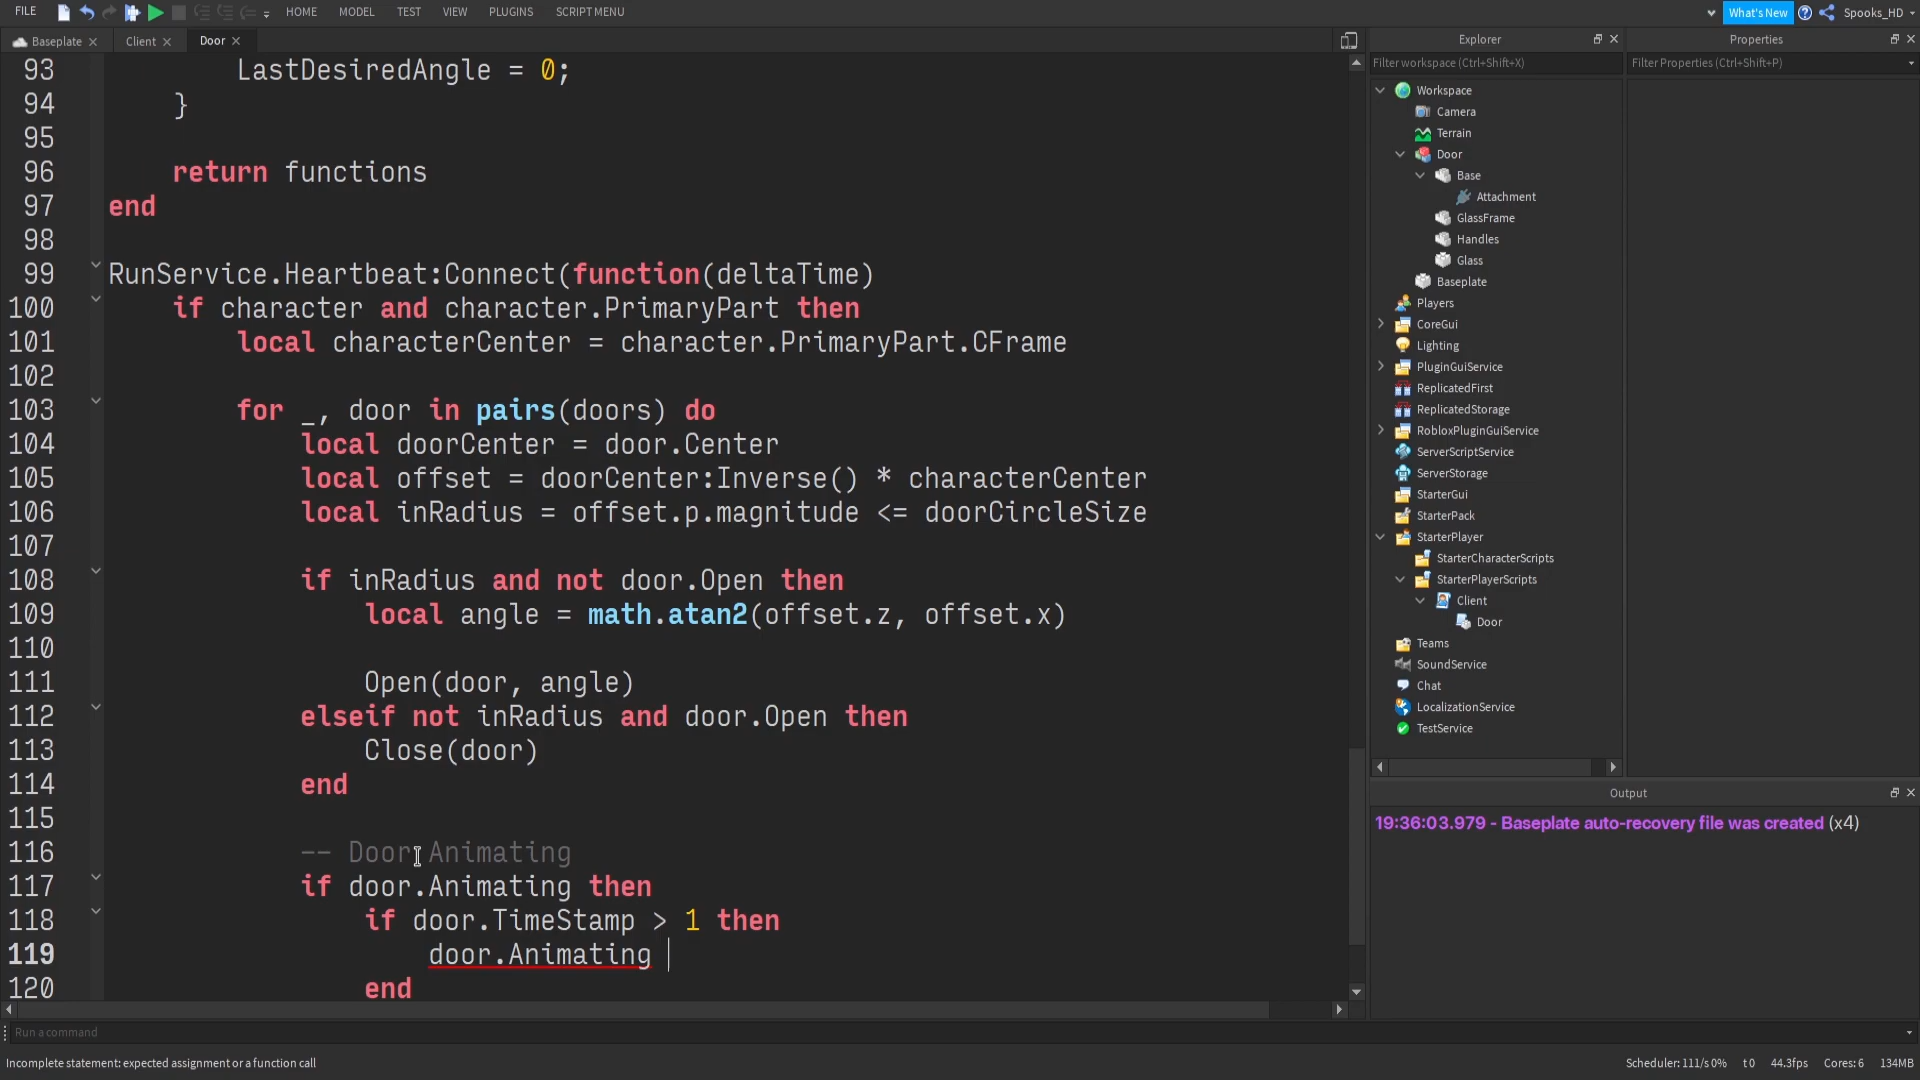 FILE HOME MODEL TEST VIEW PLUGINS SCRIPT MENU What's New Spooks_HD
Baseplate Client Door
93 LastDesiredAngle = 0;
94 }
95
96 return functions
97 end
98
99 RunService.Heartbeat:Connect(function(deltaTime)
100 if character and character.PrimaryPart then
101 local characterCenter = character.PrimaryPart.CFrame
102
103 for _, door in pairs(doors) do
104 local doorCenter = door.Center
105 local offset = doorCenter:Inverse() * characterCenter
106 local inRadius = offset.p.magnitude <= doorCircleSize
107
108 if inRadius and not door.Open then
109 local angle = math.atan2(offset.z, offset.x)
110
111 Open(door, angle)
112 elseif not inRadius and door.Open then
113 Close(door)
114 end
115
116 -- Door Animating
117 if door.Animating then
118 if door.TimeStamp > 1 then
119 door.Animating
120 end
Explorer
Filter workspace (Ctrl+Shift+X)
Workspace
Camera
Terrain
Door
Base
Attachment
GlassFrame
Handles
Glass
Baseplate
Players
CoreGui
Lighting
PluginGuiService
ReplicatedFirst
ReplicatedStorage
RobloxPluginGuiService
ServerScriptService
ServerStorage
StarterGui
StarterPack
StarterPlayer
StarterCharacterScripts
StarterPlayerScripts
Client
Door
Teams
SoundService
Chat
LocalizationService
TestService
Properties
Filter Properties (Ctrl+Shift+P)
Output
19:36:03.979 - Baseplate auto-recovery file was created (x4)
Run a command
Incomplete statement: expected assignment or a function call
Scheduler: 111/s 0% t 0 44.3fps Cores: 6 134MB